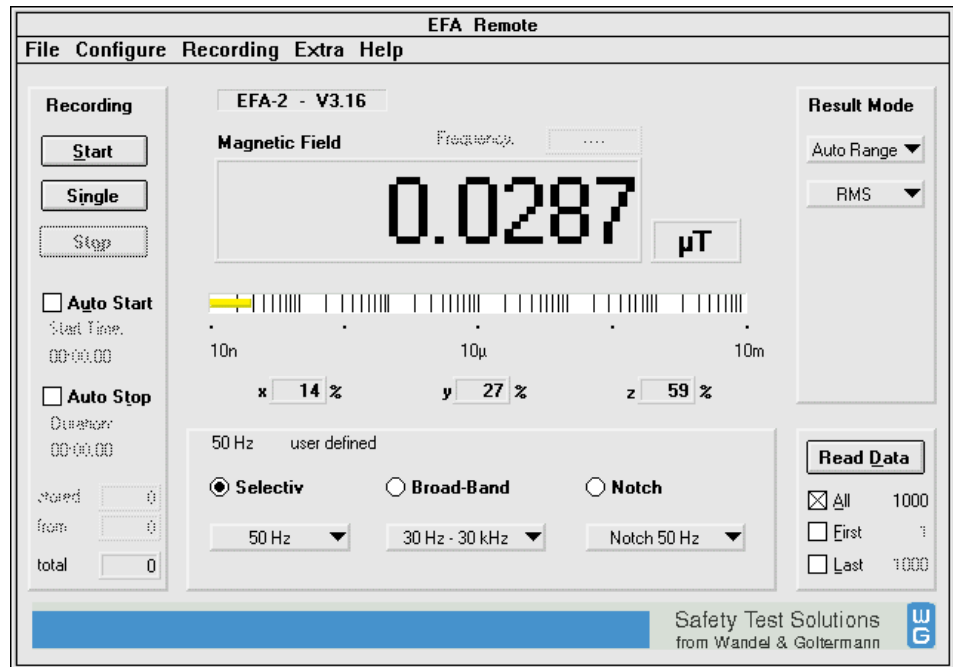 EFA Remote
File Configure Recording Extra Help
Recording
Start
Single
Stop
Auto Start
Start Time:
00:00.00
Auto Stop
Duration:
00:00.00
stored 0
from 0
total 0
EFA-2 - V3.16
Magnetic Field Frequency: ....
0.0287 µT
10n 10µ 10m
x 14 % y 27 % z 59 %
50 Hz user defined
Selectiv Broad-Band Notch
50 Hz 30 Hz - 30 kHz Notch 50 Hz
Result Mode
Auto Range
RMS
Read Data
All 1000
First 1
Last 1000
Safety Test Solutions
from Wandel & Goltermann
WG